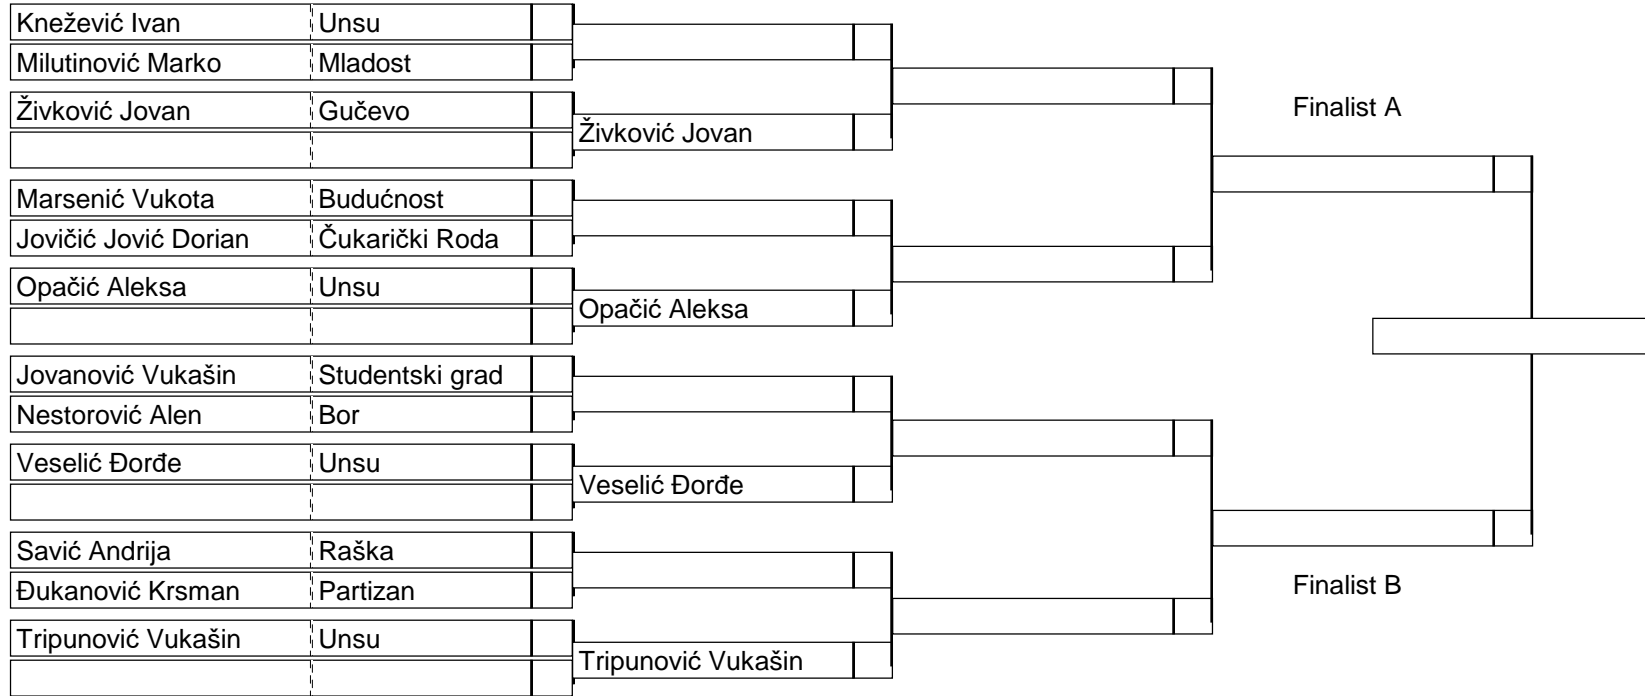 Knežević Ivan Unsu
Milutinović Marko Mladost
Živković Jovan Gučevo
Živković Jovan
Marsenić Vukota Budućnost
Jovičić Jović Dorian Čukarički Roda
Opačić Aleksa Unsu
Opačić Aleksa
Jovanović Vukašin Studentski grad
Nestorović Alen Bor
Veselić Đorđe Unsu
Veselić Đorđe
Savić Andrija Raška
Đukanović Krsman Partizan
Tripunović Vukašin Unsu
Tripunović Vukašin
Finalist A
Finalist B